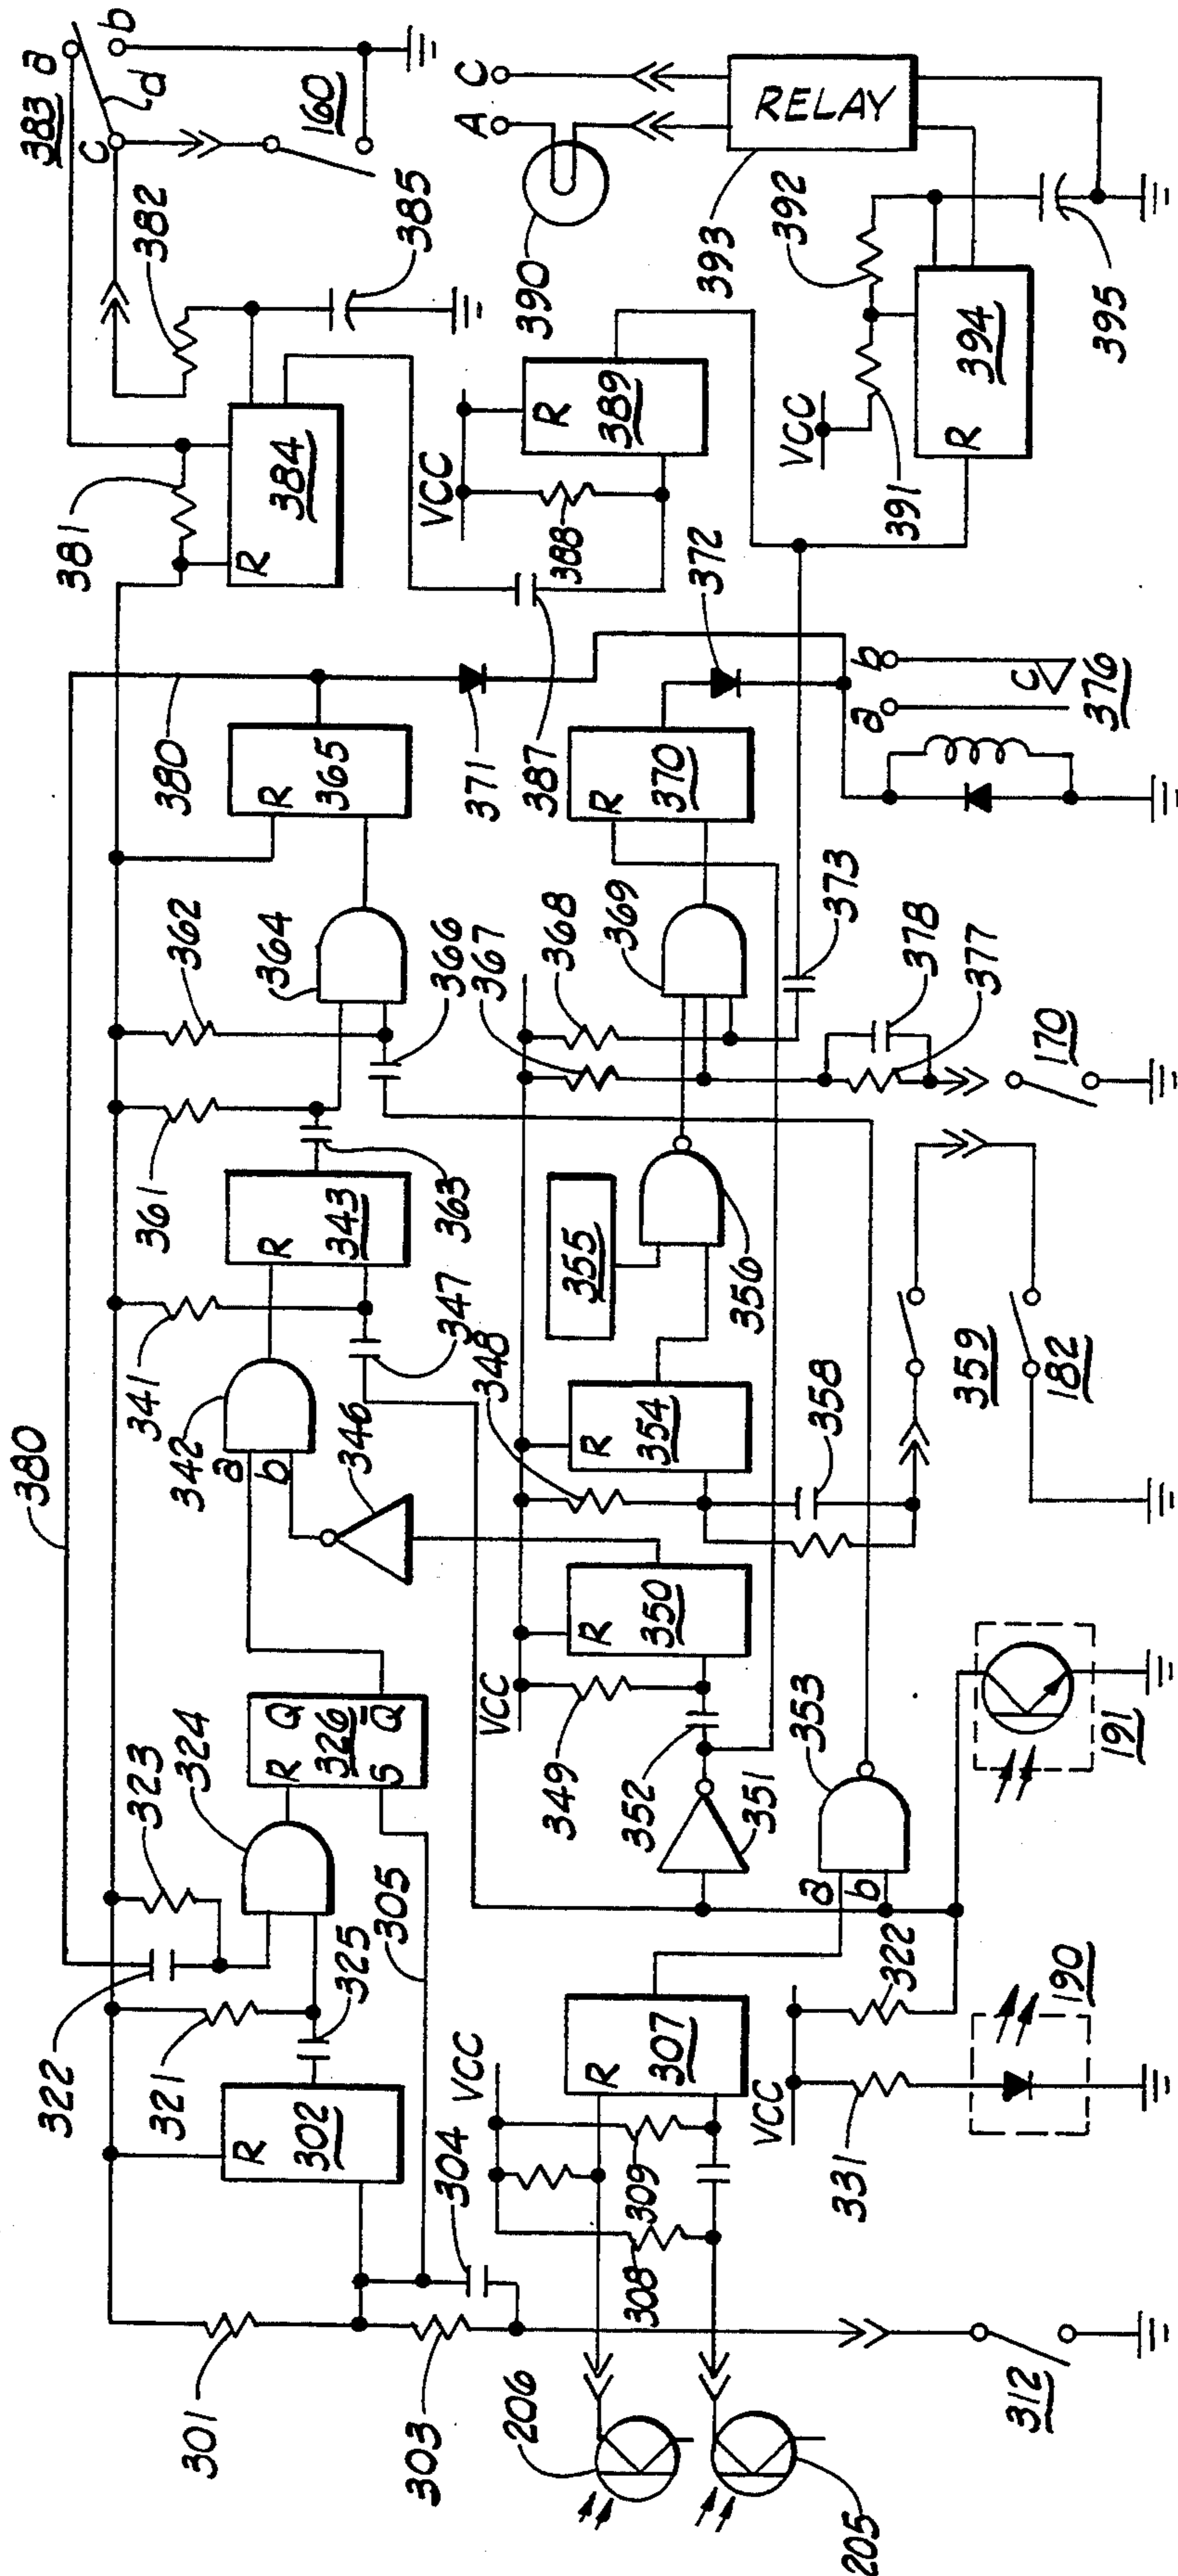 383
a
b
c
d
160
382
385
381
R
384
A
C
390
RELAY
393
392
VCC
391
R
394
395
VCC
R
389
388
387
380
R
365
371
372
R
370
a
b
c
376
362
364
366
367
368
369
373
378
377
170
361
363
R
343
341
342
a
b
347
346
348
355
356
R
354
358
359
182
380
R
350
VCC
349
352
351
353
a
b
191
323
324
R
Q
326
S
Q̅
305
322
325
321
R
302
304
VCC
R
307
309
308
VCC
322
331
190
301
303
206
205
312